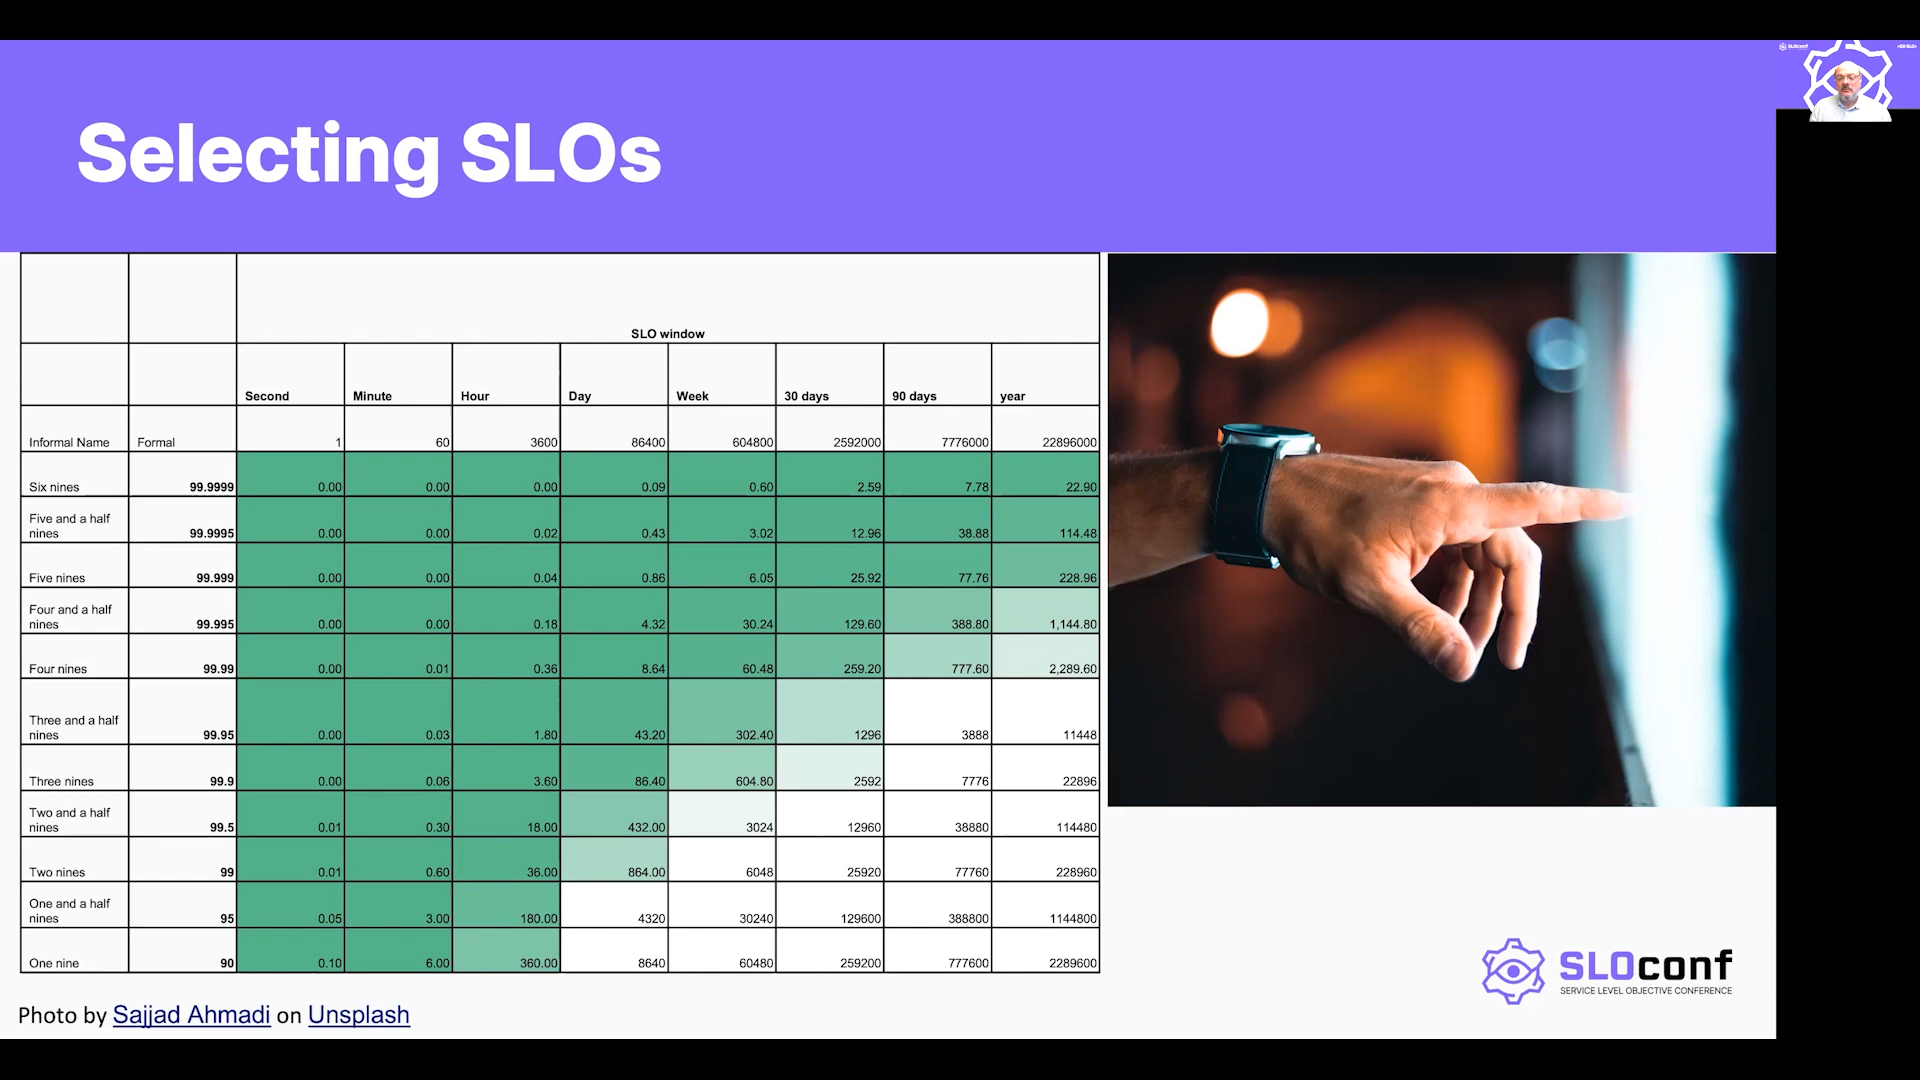 Selecting SLOs
SLO window
Second Minute Hour Day Week 30 days 90 days year
Informal Name Formal 1 60 3600 86400 604800 2592000 7776000 22896000
Six nines 99.9999 0.00 0.00 0.00 0.09 0.60 2.59 7.78 22.90
Five and a half
nines 99.9995 0.00 0.00 0.02 0.43 3.02 12.96 38.88 114.48
Five nines 99.999 0.00 0.00 0.04 0.86 6.05 25.92 77.76 228.96
Four and a half
nines 99.995 0.00 0.00 0.18 4.32 30.24 129.60 388.80 1,144.80
Four nines 99.99 0.00 0.01 0.36 8.64 60.48 259.20 777.60 2,289.60
Three and a half
nines 99.95 0.00 0.03 1.80 43.20 302.40 1296 3888 11448
Three nines 99.9 0.00 0.06 3.60 86.40 604.80 2592 7776 22896
Two and a half
nines 99.5 0.01 0.30 18.00 432.00 3024 12960 38880 114480
Two nines 99 0.01 0.60 36.00 864.00 6048 25920 77760 228960
One and a half
nines 95 0.05 3.00 180.00 4320 30240 129600 388800 1144800
One nine 90 0.10 6.00 360.00 8640 60480 259200 777600 2289600
SLOconf
SERVICE LEVEL OBJECTIVE CONFERENCE
Photo by Sajjad Ahmadi on Unsplash